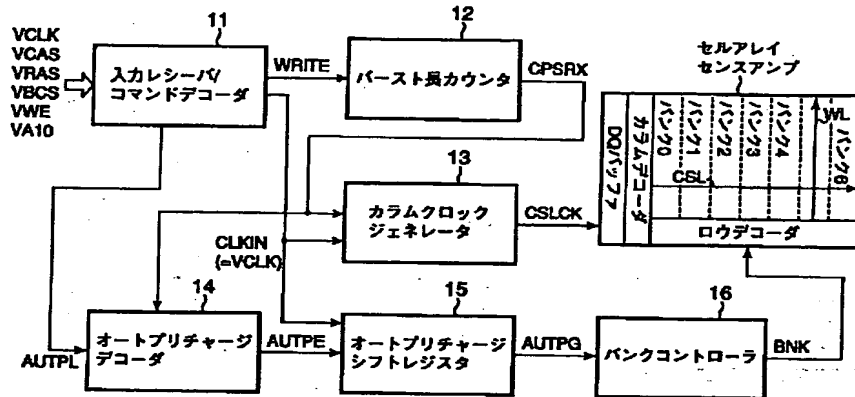 VCLK
VCAS
VRAS
VBCS
VWE
VA10
11
入力レシーバ/
コマンドデコーダ
WRITE
12
バースト長カウンタ
CPSRX
セルアレイ
センスアンプ
DQバッファ
カラムデコーダ
バンク0
バンク1
バンク2
バンク3
バンク4
バンク6
WL
CSL
ロウデコーダ
13
カラムクロック
ジェネレータ
CSLCK
CLKIN
(=VCLK)
14
オートプリチャージ
デコーダ
AUTPL
AUTPE
15
オートプリチャージ
シフトレジスタ
AUTPG
16
バンクコントローラ
BNK